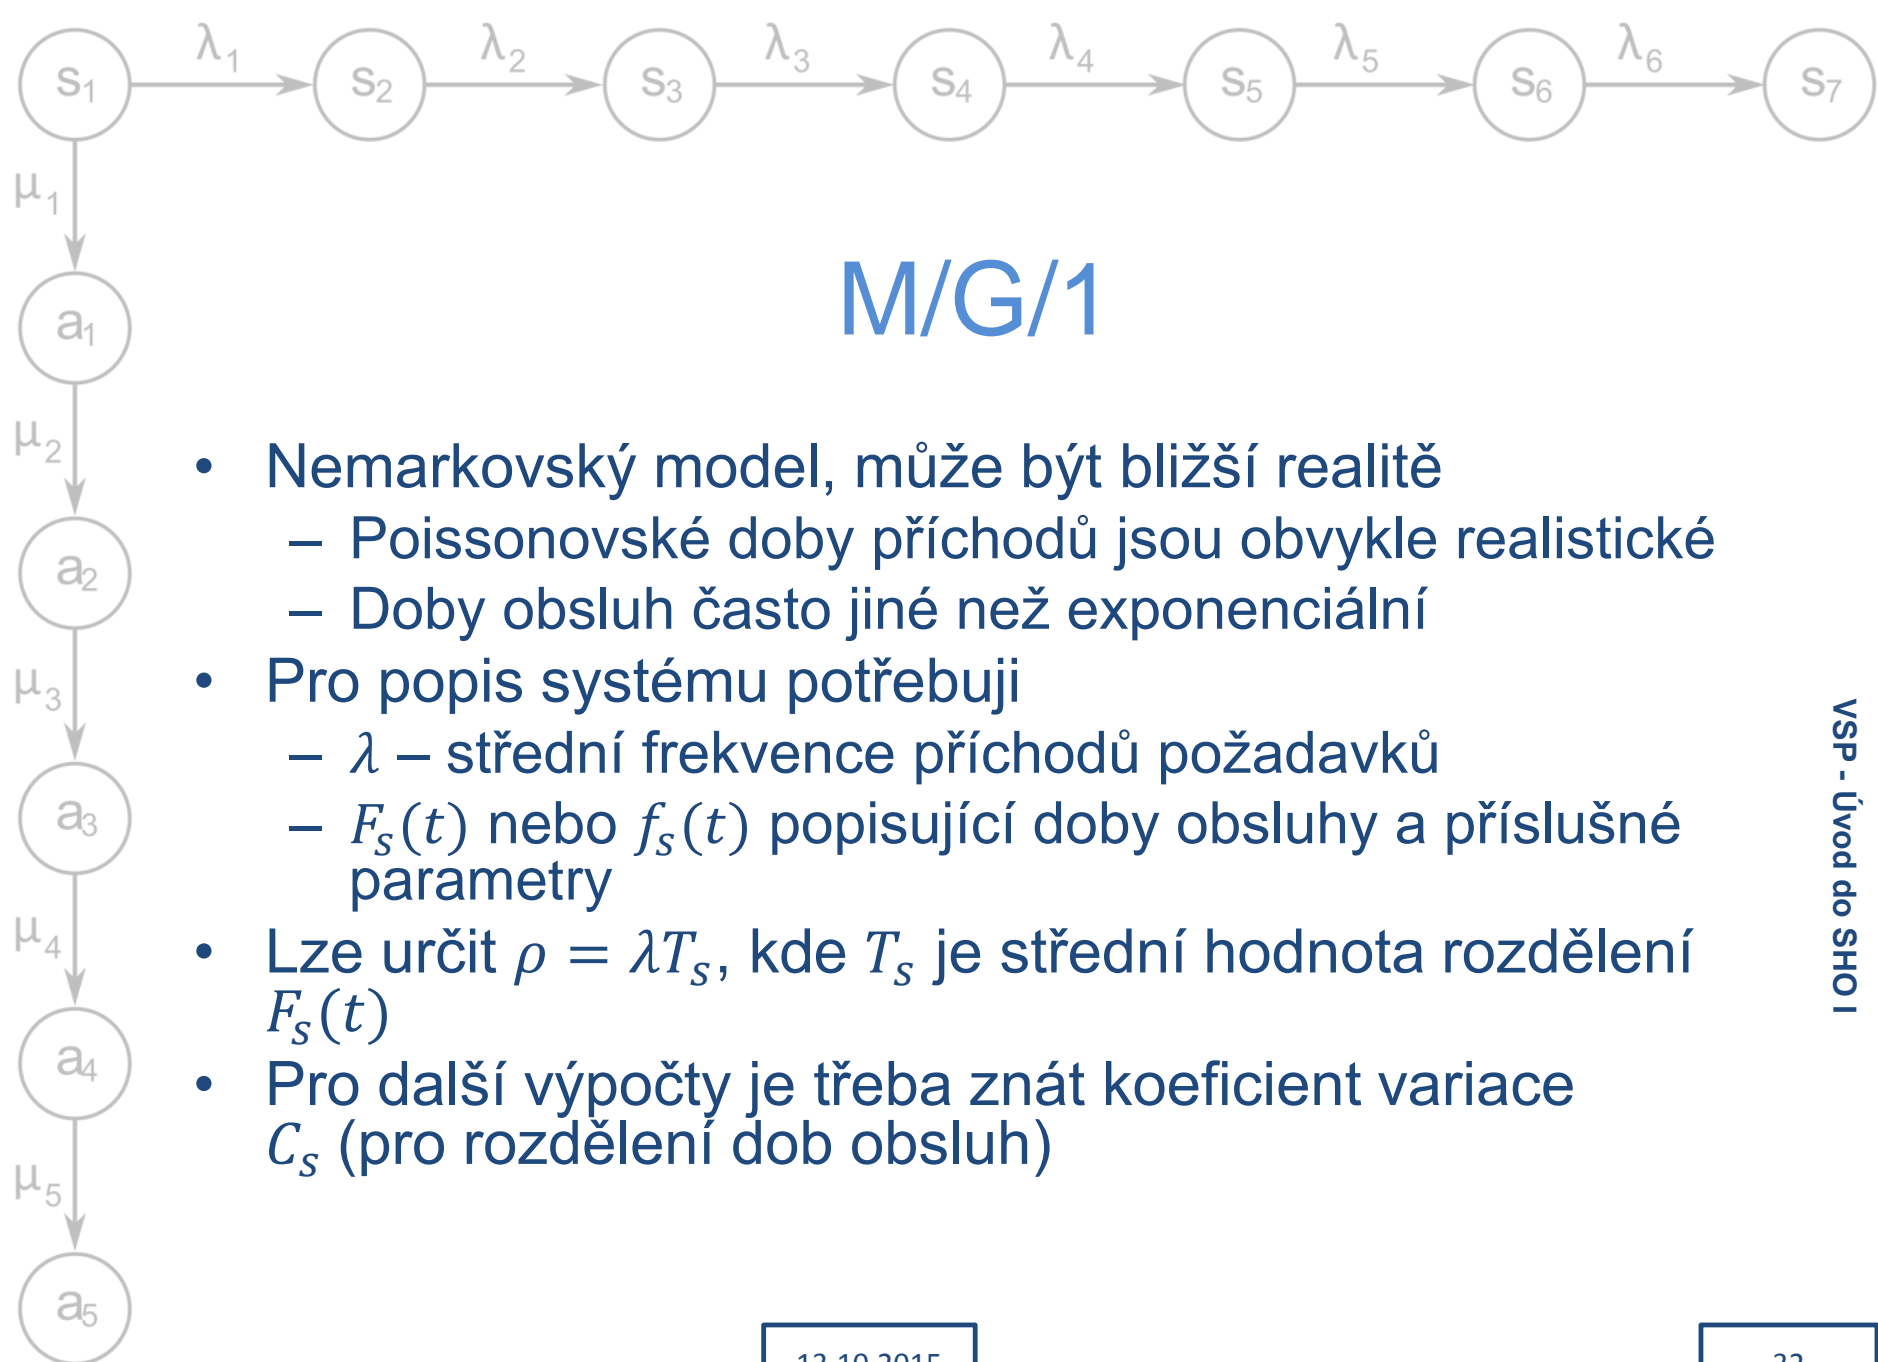 λ1 λ2 λ3 λ4 λ5 λ6
s1 s2 s3 s4 s5 s6 s7
μ1
a1
μ2
a2
μ3
a3
μ4
a4
μ5
a5
M/G/1
• Nemarkovský model, může být bližší realitě
– Poissonovské doby příchodů jsou obvykle realistické
– Doby obsluh často jiné než exponenciální
• Pro popis systému potřebuji
– λ – střední frekvence příchodů požadavků
– Fs(t) nebo fs(t) popisující doby obsluhy a příslušné
parametry
• Lze určit ρ = λTs, kde Ts je střední hodnota rozdělení
Fs(t)
• Pro další výpočty je třeba znát koeficient variace
Cs (pro rozdělení dob obsluh)
VSP - Úvod do SHO I
13.10.2015
32